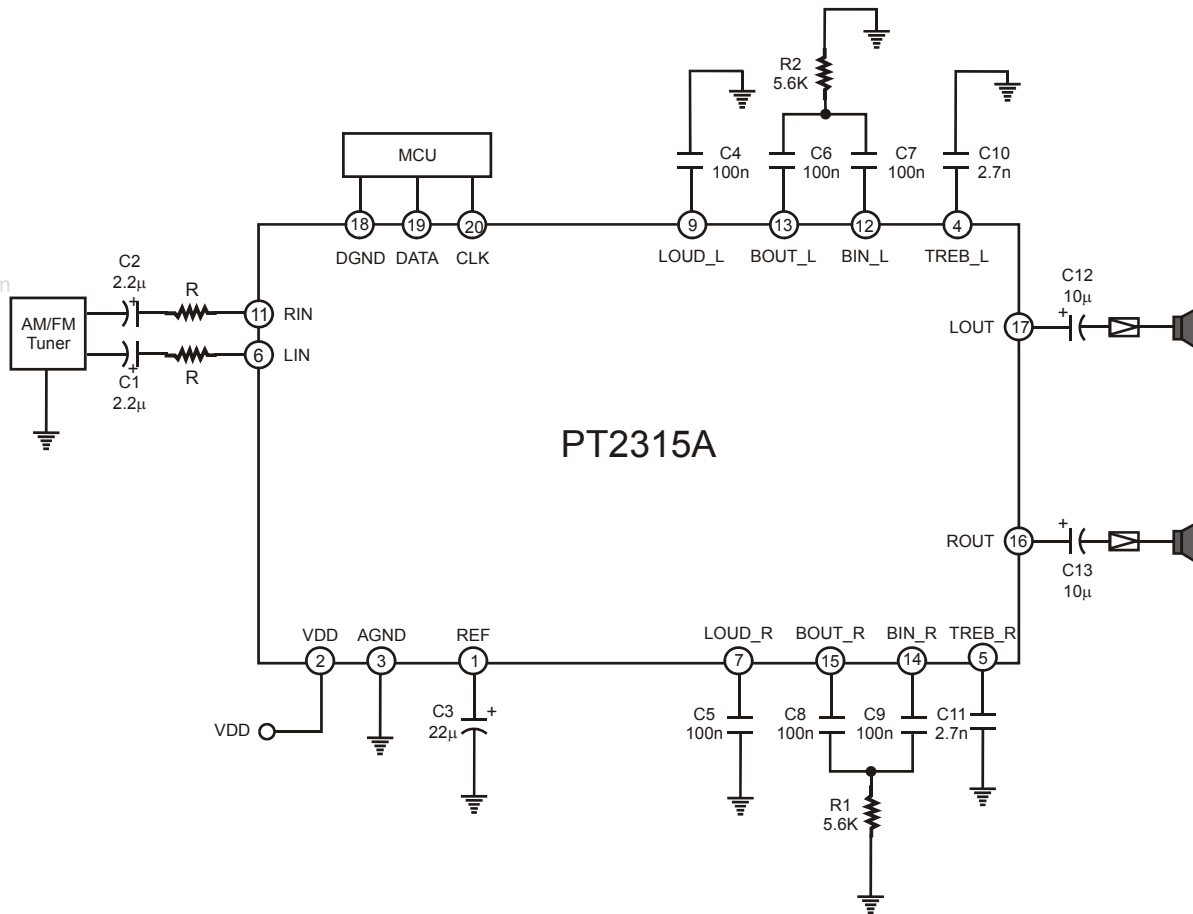 R2
5.6K
MCU
C4
100n
C6
100n
C7
100n
C10
2.7n
18
19
20
9
13
12
4
DGND
DATA
CLK
LOUD_L
BOUT_L
BIN_L
TREB_L
C2
2.2μ
+
R
11
RIN
AM/FM
Tuner
6
LIN
+
C1
2.2μ
R
C12
10μ
+
LOUT
17
PT2315A
ROUT
16
+
C13
10μ
VDD
AGND
REF
LOUD_R
BOUT_R
BIN_R
TREB_R
2
3
1
7
15
14
5
VDD
C3
22μ
+
C5
100n
C8
100n
C9
100n
C11
2.7n
R1
5.6K